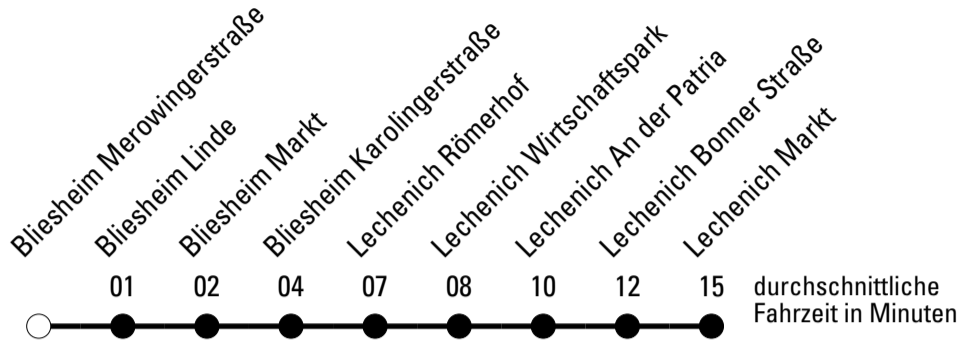 Bliesheim Merowingerstraße
Bliesheim Linde
Bliesheim Markt
Bliesheim Karolingerstraße
Lechenich Römerhof
Lechenich Wirtschaftspark
Lechenich An der Patria
Lechenich Bonner Straße
Lechenich Markt
01 02 04 07 08 10 12 15 durchschnittliche
Fahrzeit in Minuten